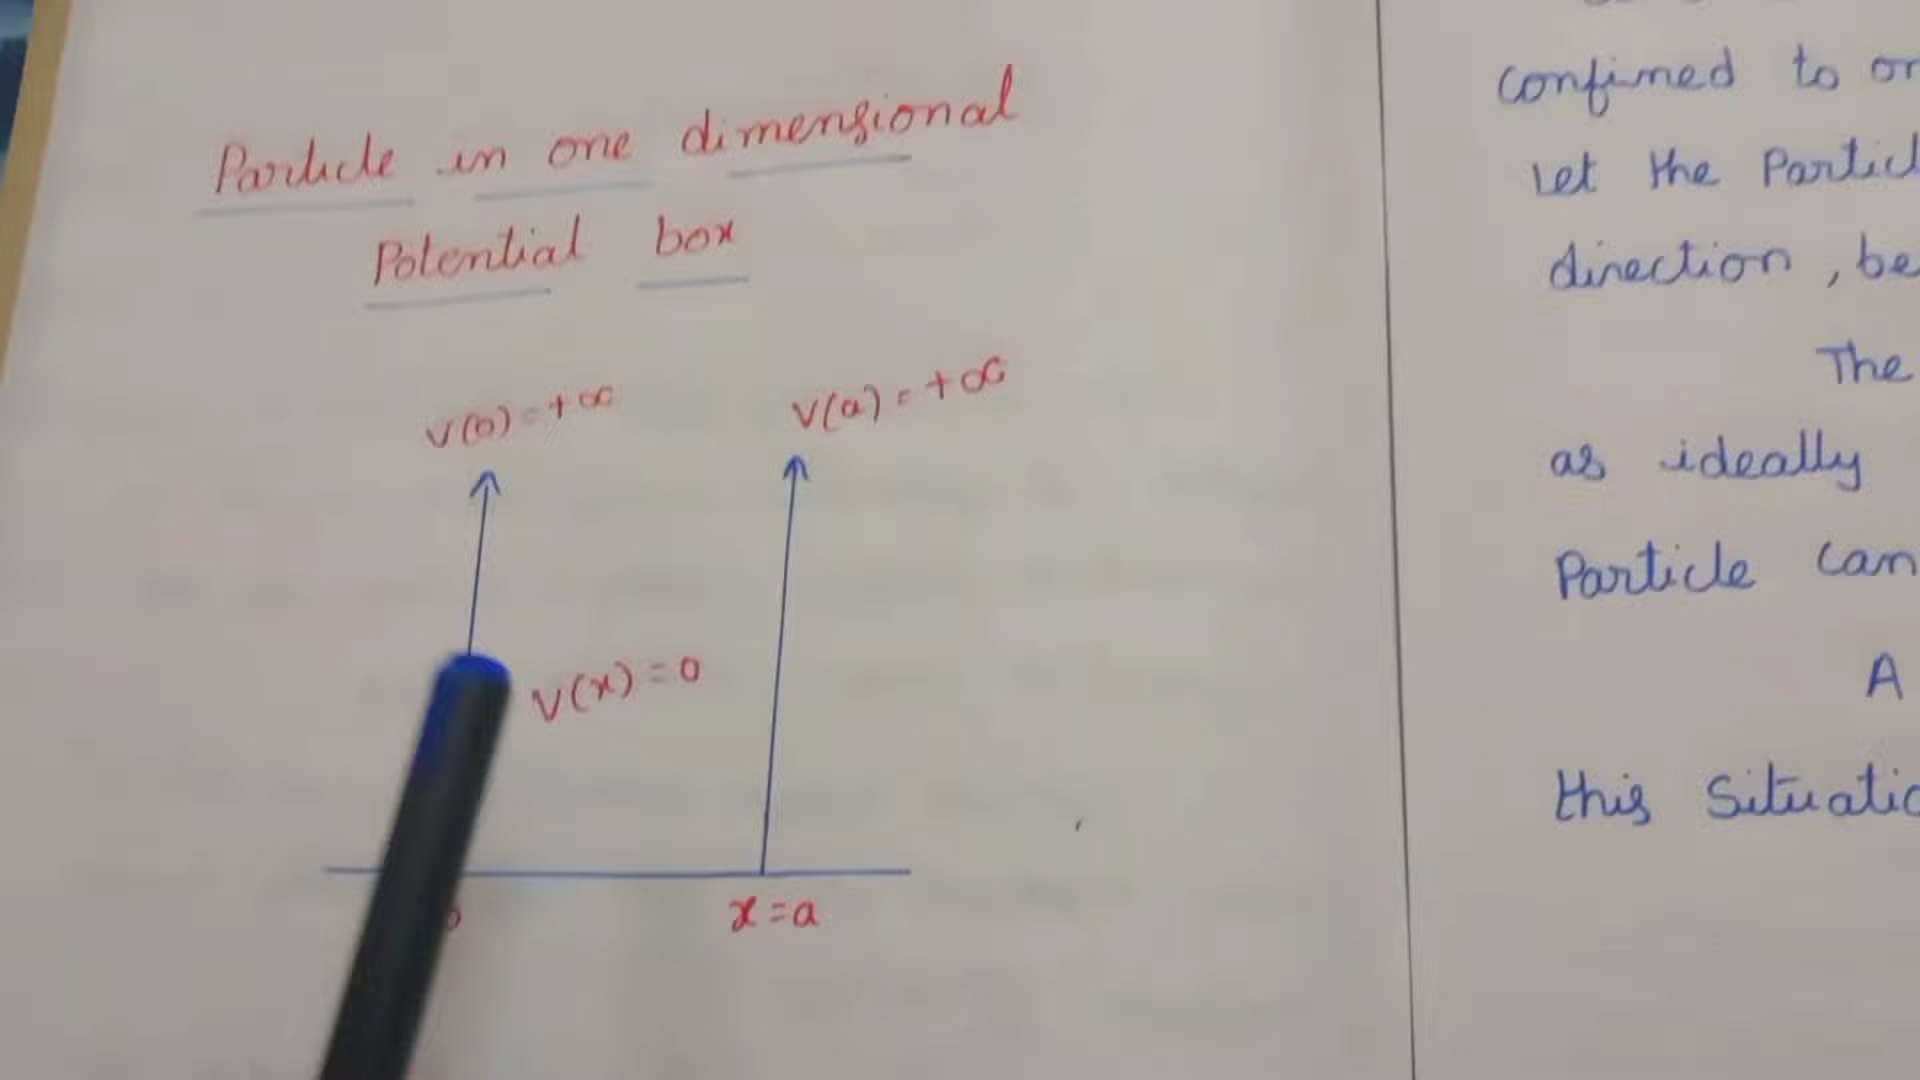 Particle in one dimensional
Potential box
V(0) = +∞
V(a) = +∞
V(x) = 0
x = a
confined to
Let the
direction, be
The
as ideally
Particle can
A
this